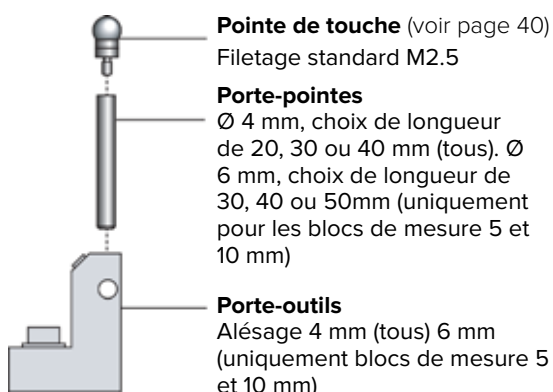 Pointe de touche (voir page 40)
Filetage standard M2.5
Porte-pointes
Ø 4 mm, choix de longueur
de 20, 30 ou 40 mm (tous). Ø
6 mm, choix de longueur de
30, 40 ou 50mm (uniquement
pour les blocs de mesure 5 et
10 mm)
Porte-outils
Alésage 4 mm (tous) 6 mm
(uniquement blocs de mesure 5
et 10 mm)